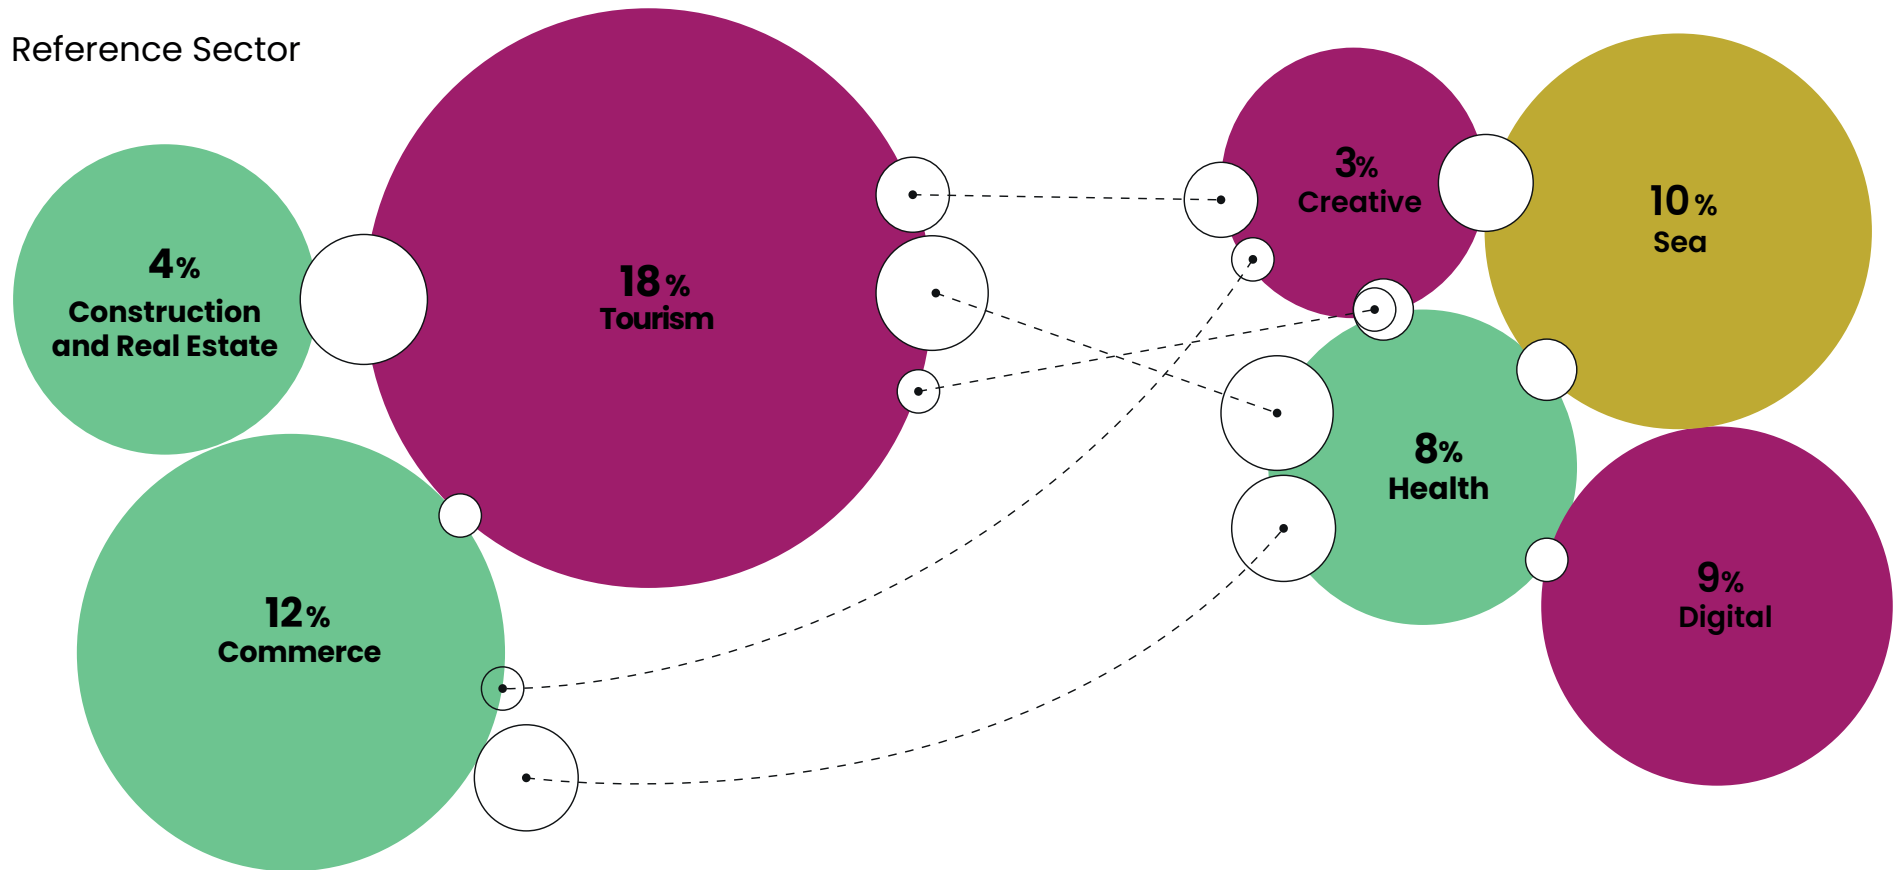 Reference Sector
4%
Construction
and Real Estate
18%
Tourism
12%
Commerce
3%
Creative
10%
Sea
8%
Health
9%
Digital